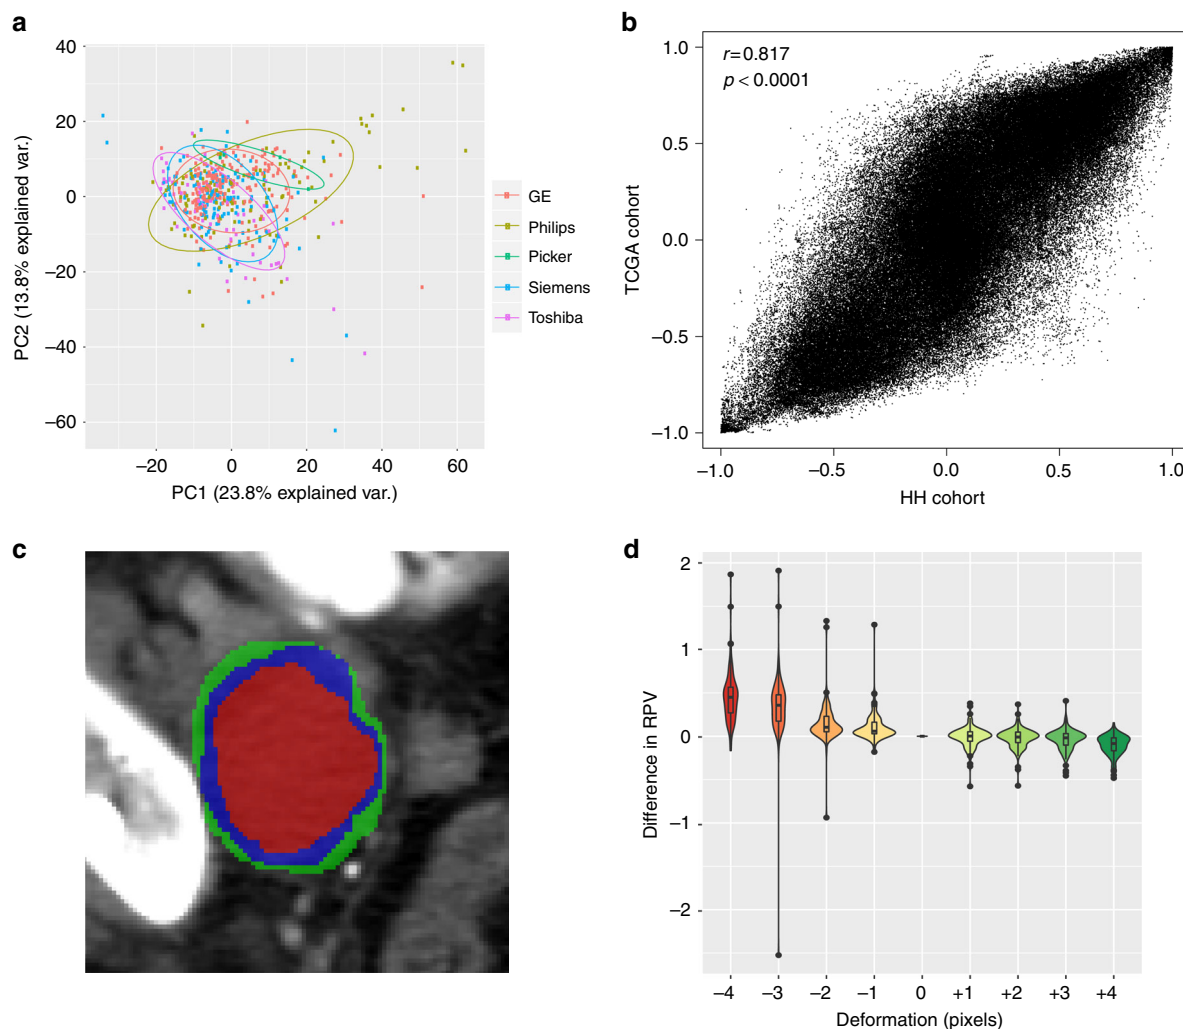 a
40
20
0
−20
−40
−60
−20
0
20
40
60
PC1 (23.8% explained var.)
PC2 (13.8% explained var.)
GE
Philips
Picker
Siemens
Toshiba
b
r=0.817
p<0.0001
1.0
0.5
0.0
−0.5
−1.0
−1.0
−0.5
0.0
0.5
1.0
HH cohort
TCGA cohort
c
d
2
1
0
−1
−2
−4
−3
−2
−1
0
+1
+2
+3
+4
Deformation (pixels)
Difference in RPV